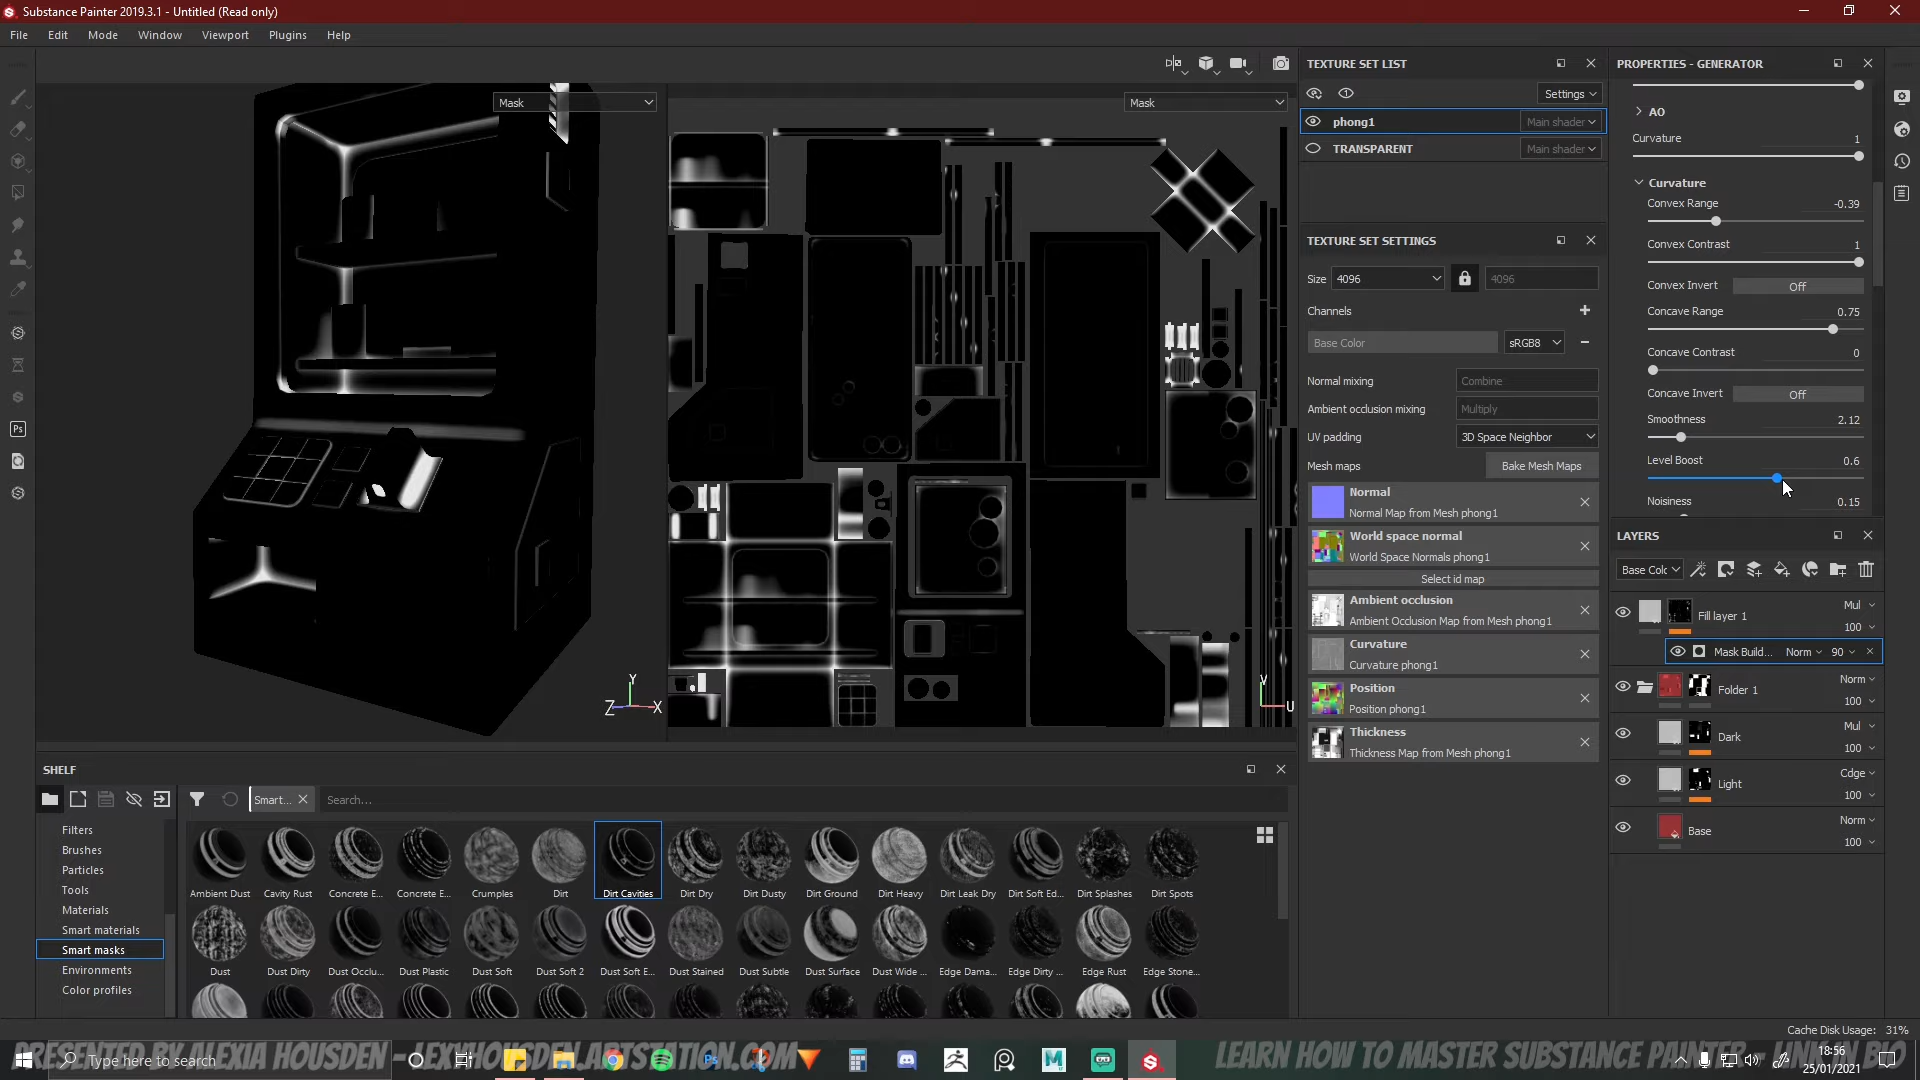 Substance Painter 2019.3.1 - Untitled (Read only)
File Edit Mode Window Viewport Plugins Help
Mask
Mask
Z Y X
V U
TEXTURE SET LIST
Settings
phong1 Main shader
TRANSPARENT Main shader
TEXTURE SET SETTINGS
Size 4096 4096
Channels
Base Color sRGB8
Normal mixing Combine
Ambient occlusion mixing Multiply
UV padding 3D Space Neighbor
Mesh maps Bake Mesh Maps
Normal
Normal Map from Mesh phong1
World space normal
World Space Normals phong1
Select id map
Ambient occlusion
Ambient Occlusion Map from Mesh phong1
Curvature
Curvature phong1
Position
Position phong1
Thickness
Thickness Map from Mesh phong1
PROPERTIES - GENERATOR
AO
Curvature 1
Curvature
Convex Range -0.39
Convex Contrast 1
Convex Invert Off
Concave Range 0.75
Concave Contrast 0
Concave Invert Off
Smoothness 2.12
Level Boost 0.6
Noisiness 0.15
LAYERS
Base Colc
Fill layer 1 Mul 100
Mask Build... Norm 90
Folder 1 Norm 100
Dark Mul 100
Light Cdge 100
Base Norm 100
Ps
SHELF
Smart... Search...
Filters
Brushes
Particles
Tools
Materials
Smart materials
Smart masks
Environments
Color profiles
Ambient Dust Cavity Rust Concrete E... Concrete E... Crumples Dirt Dirt Cavities Dirt Dry Dirt Dusty Dirt Ground Dirt Heavy Dirt Leak Dry Dirt Soft Ed... Dirt Splashes Dirt Spots
Dust Dust Dirty Dust Occlu... Dust Plastic Dust Soft Dust Soft 2 Dust Soft E... Dust Stained Dust Subtle Dust Surface Dust Wide ... Edge Dama... Edge Dirty ... Edge Rust Edge Stone...
Cache Disk Usage: 31%
PRESENTED BY ALEXIA HOUSDEN - LEXYHOUSDEN.ARTSTATION.COM
Type here to search
LEARN HOW TO MASTER SUBSTANCE PAINTER - LINK IN BIO
18:56
25/01/2021